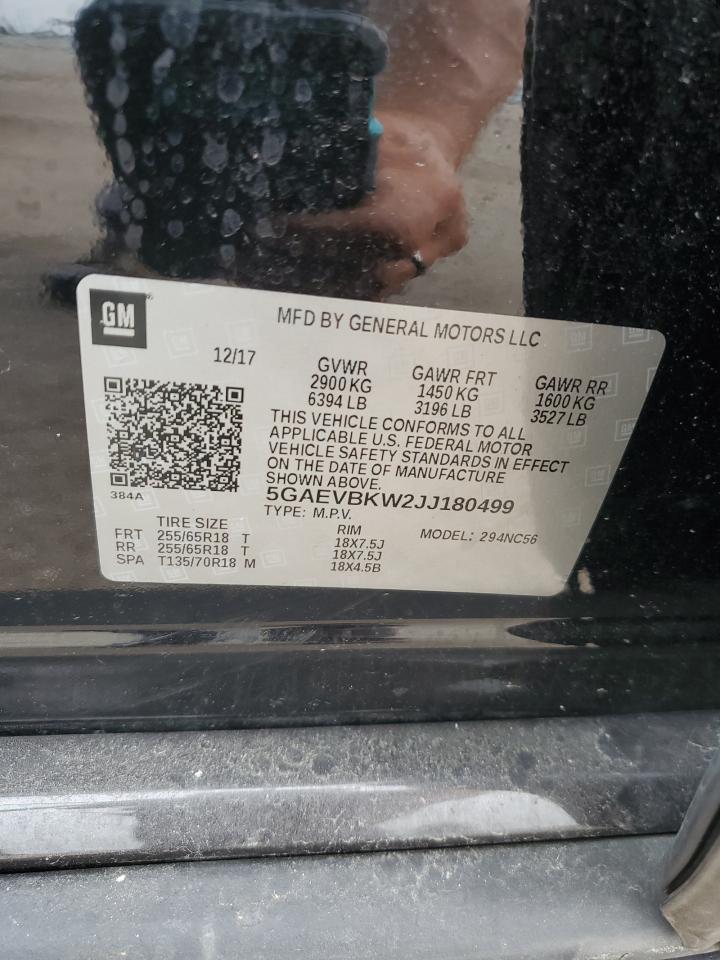 GM®
MFD BY GENERAL MOTORS LLC
12/17
GVWR
2900 KG
6394 LB
GAWR FRT
1450 KG
3196 LB
GAWR RR
1600 KG
3527 LB
THIS VEHICLE CONFORMS TO ALL
APPLICABLE U.S. FEDERAL MOTOR
VEHICLE SAFETY STANDARDS IN EFFECT
ON THE DATE OF MANUFACTURE
SHOWN ABOVE.
384A
5GAEVBKW2JJ180499
TYPE: M.P.V.
MODEL: 294NC56
TIRE SIZE RIM
FRT 255/65R18 T 18X7.5J
RR 255/65R18 T 18X7.5J
SPA T135/70R18 M 18X4.5B